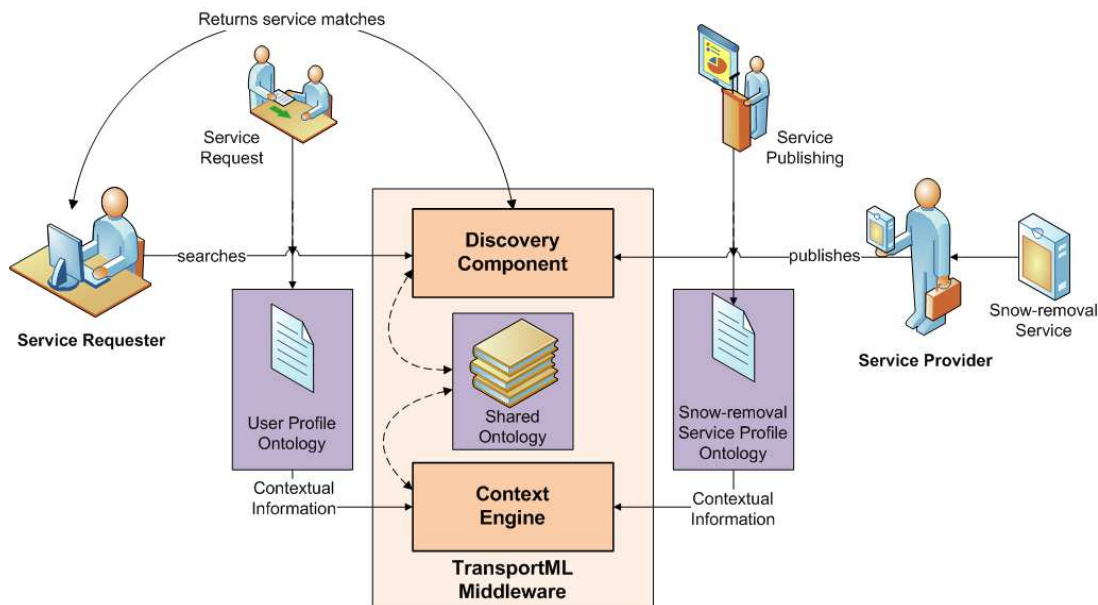 Returns service matches
Service
Request
Service
Publishing
Discovery
Component
searches
publishes
Service Requester
Service Provider
Snow-removal
Service
User Profile
Ontology
Shared
Ontology
Snow-removal
Service Profile
Ontology
Contextual
Information
Context
Engine
Contextual
Information
TransportML
Middleware